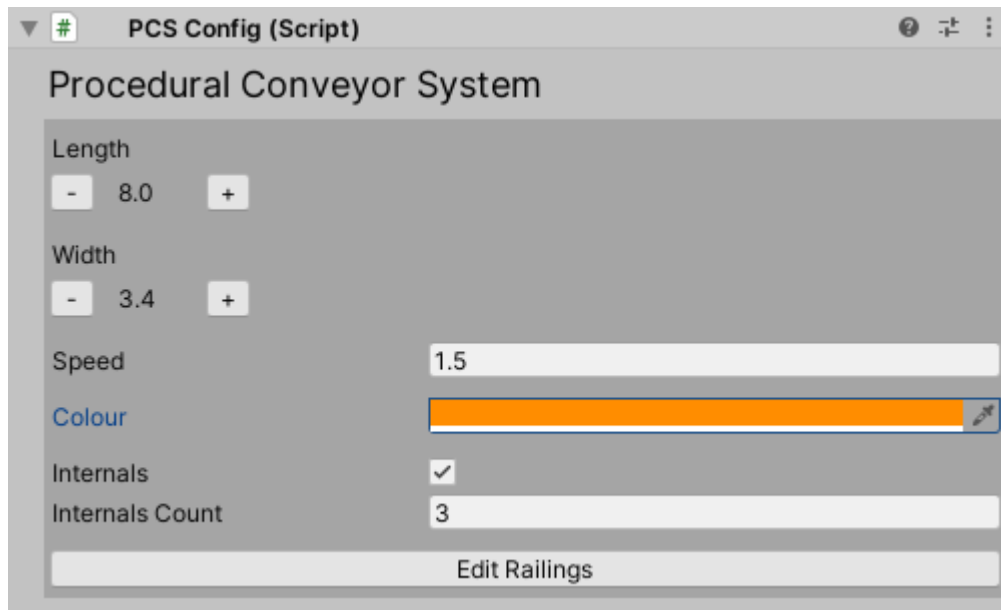 # PCS Config (Script)
Procedural Conveyor System
Length
- 8.0 +
Width
- 3.4 +
Speed 1.5
Colour
Internals
Internals Count 3
Edit Railings